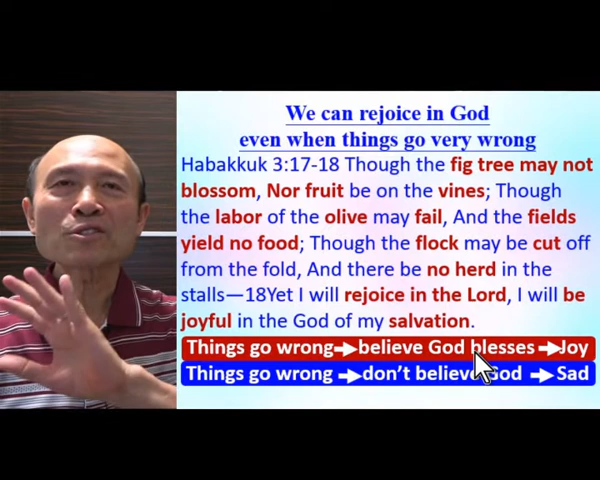 We can rejoice in God
even when things go very wrong
Habakkuk 3:17-18 Though the fig tree may not
blossom, Nor fruit be on the vines; Though
the labor of the olive may fail, And the fields
yield no food; Though the flock may be cut off
from the fold, And there be no herd in the
stalls—18Yet I will rejoice in the Lord, I will be
joyful in the God of my salvation.
Things go wrong➔believe God blesses ➔Joy
Things go wrong ➔don't believe God ➔ Sad